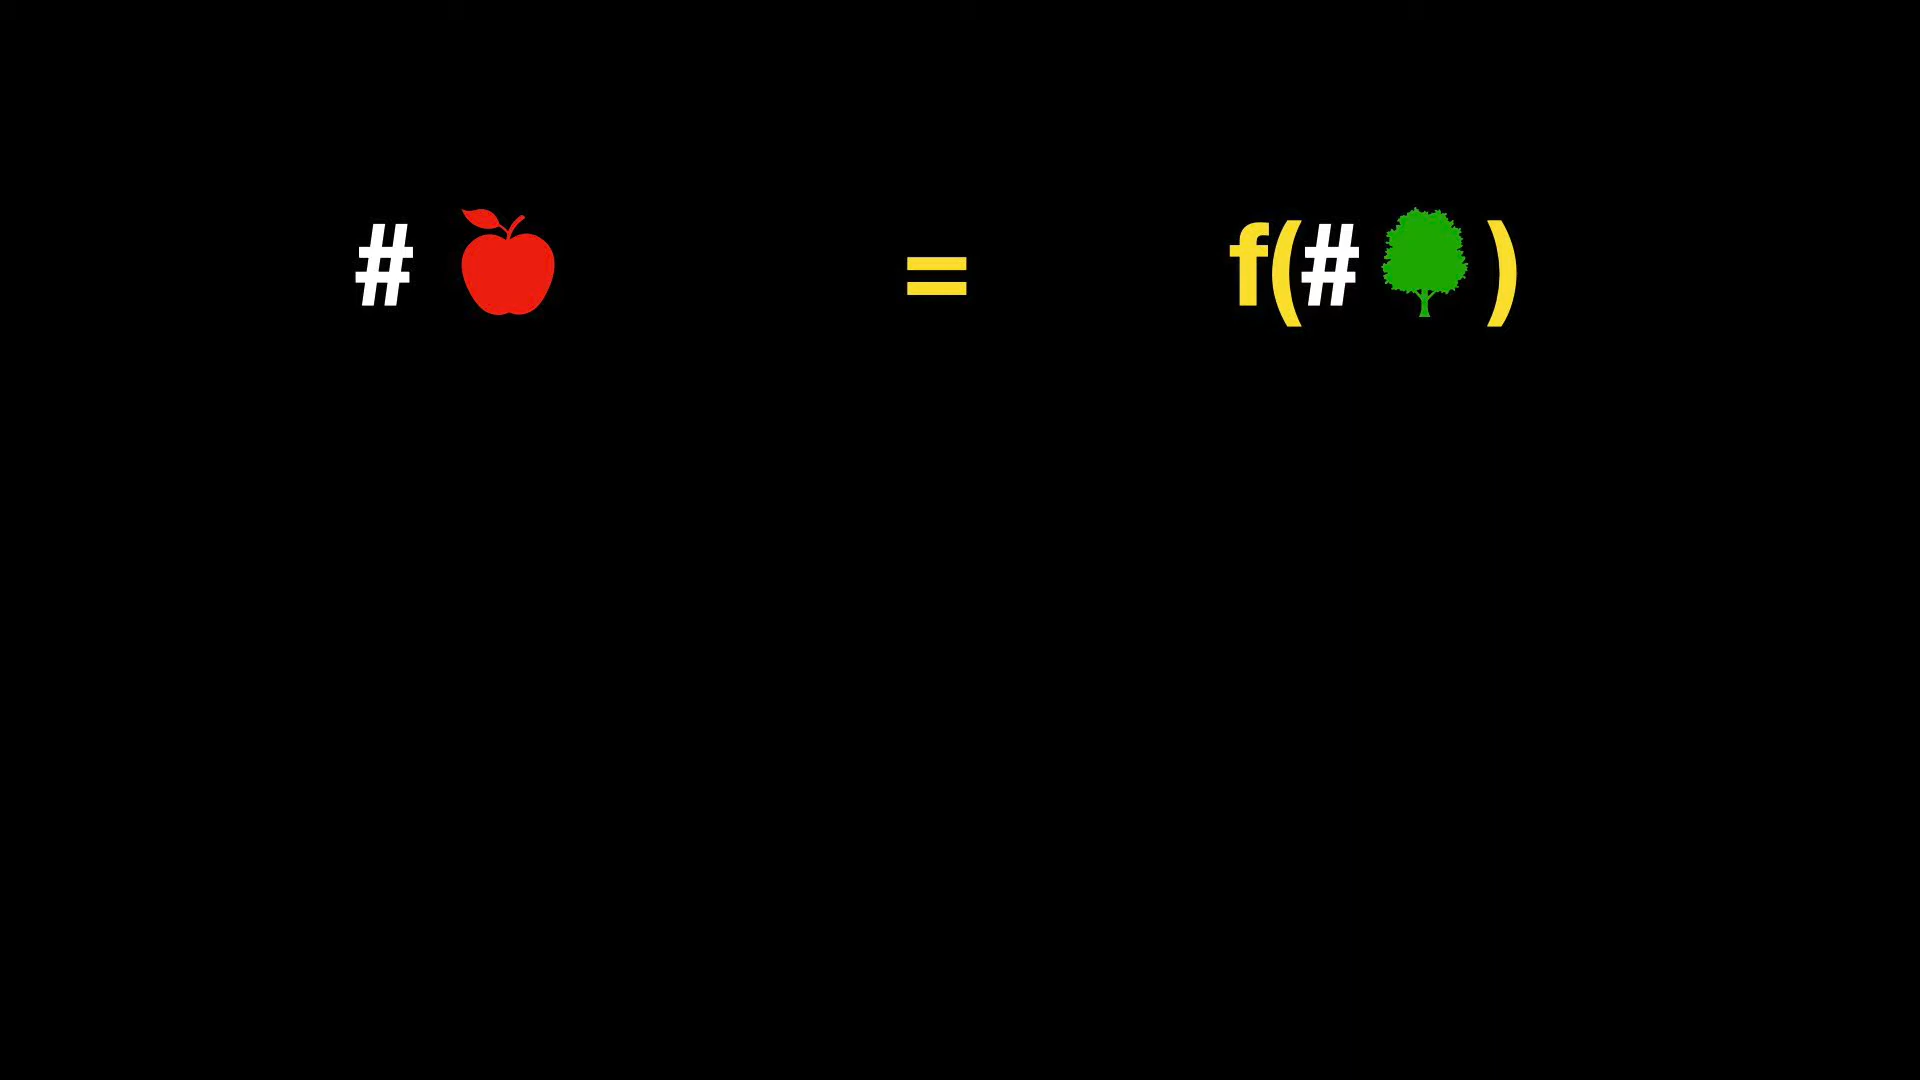 # = f(# )